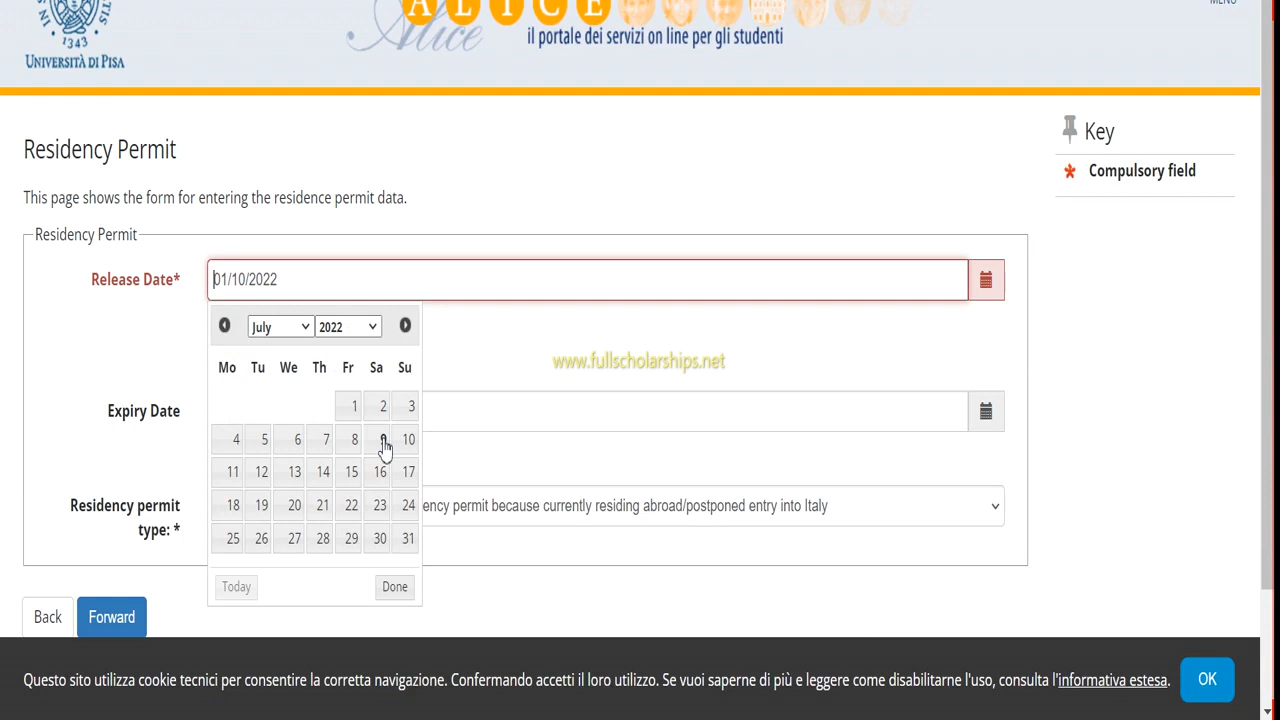 MENU
ALICE
Alice
il portale dei servizi on line per gli studenti
1343
UNIVERSITÀ DI PISA
Key
Compulsory field
Residency Permit
This page shows the form for entering the residence permit data.
Residency Permit
Release Date*
01/10/2022
July 2022
Mo Tu We Th Fr Sa Su
1 2 3
4 5 6 7 8 9 10
11 12 13 14 15 16 17
18 19 20 21 22 23 24
25 26 27 28 29 30 31
Today Done
www.fullscholarships.net
Expiry Date
Residency permit
type: *
ency permit because currently residing abroad/postponed entry into Italy
Back Forward
Questo sito utilizza cookie tecnici per consentire la corretta navigazione. Confermando accetti il loro utilizzo. Se vuoi saperne di più e leggere come disabilitarne l'uso, consulta l'informativa estesa. OK